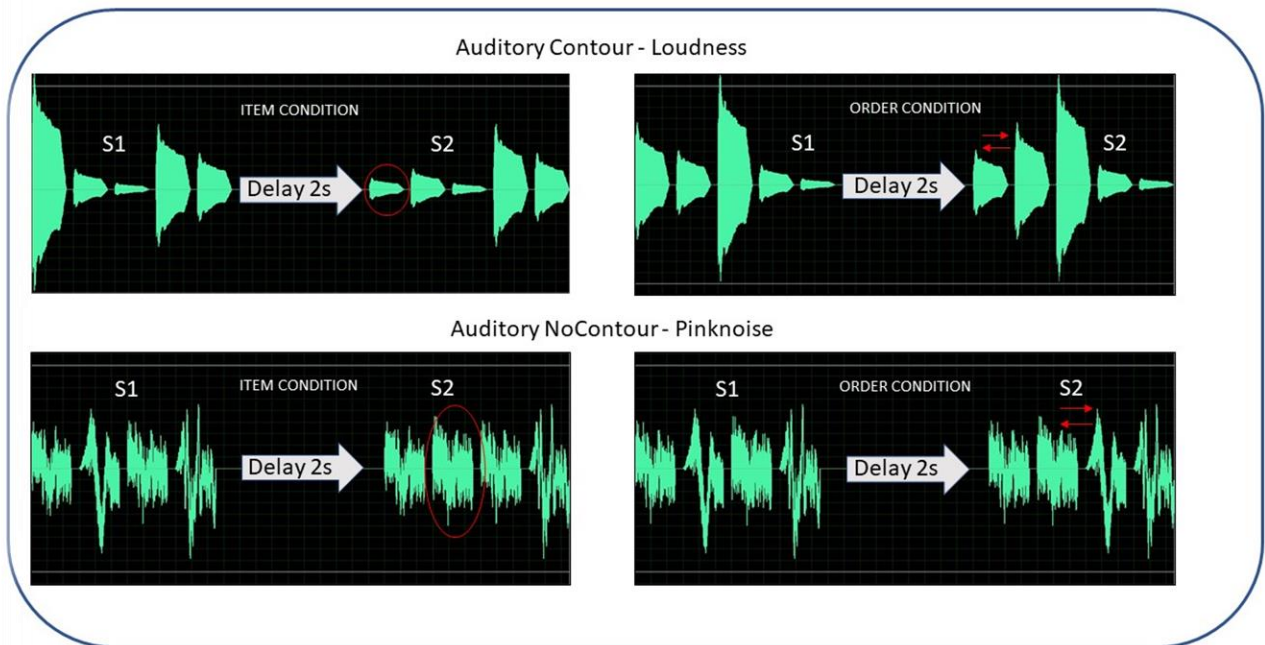 Auditory Contour - Loudness
ITEM CONDITION
S1
S2
Delay 2s
ORDER CONDITION
S1
S2
Delay 2s
Auditory NoContour - Pinknoise
S1
ITEM CONDITION
S2
Delay 2s
S1
ORDER CONDITION
S2
Delay 2s